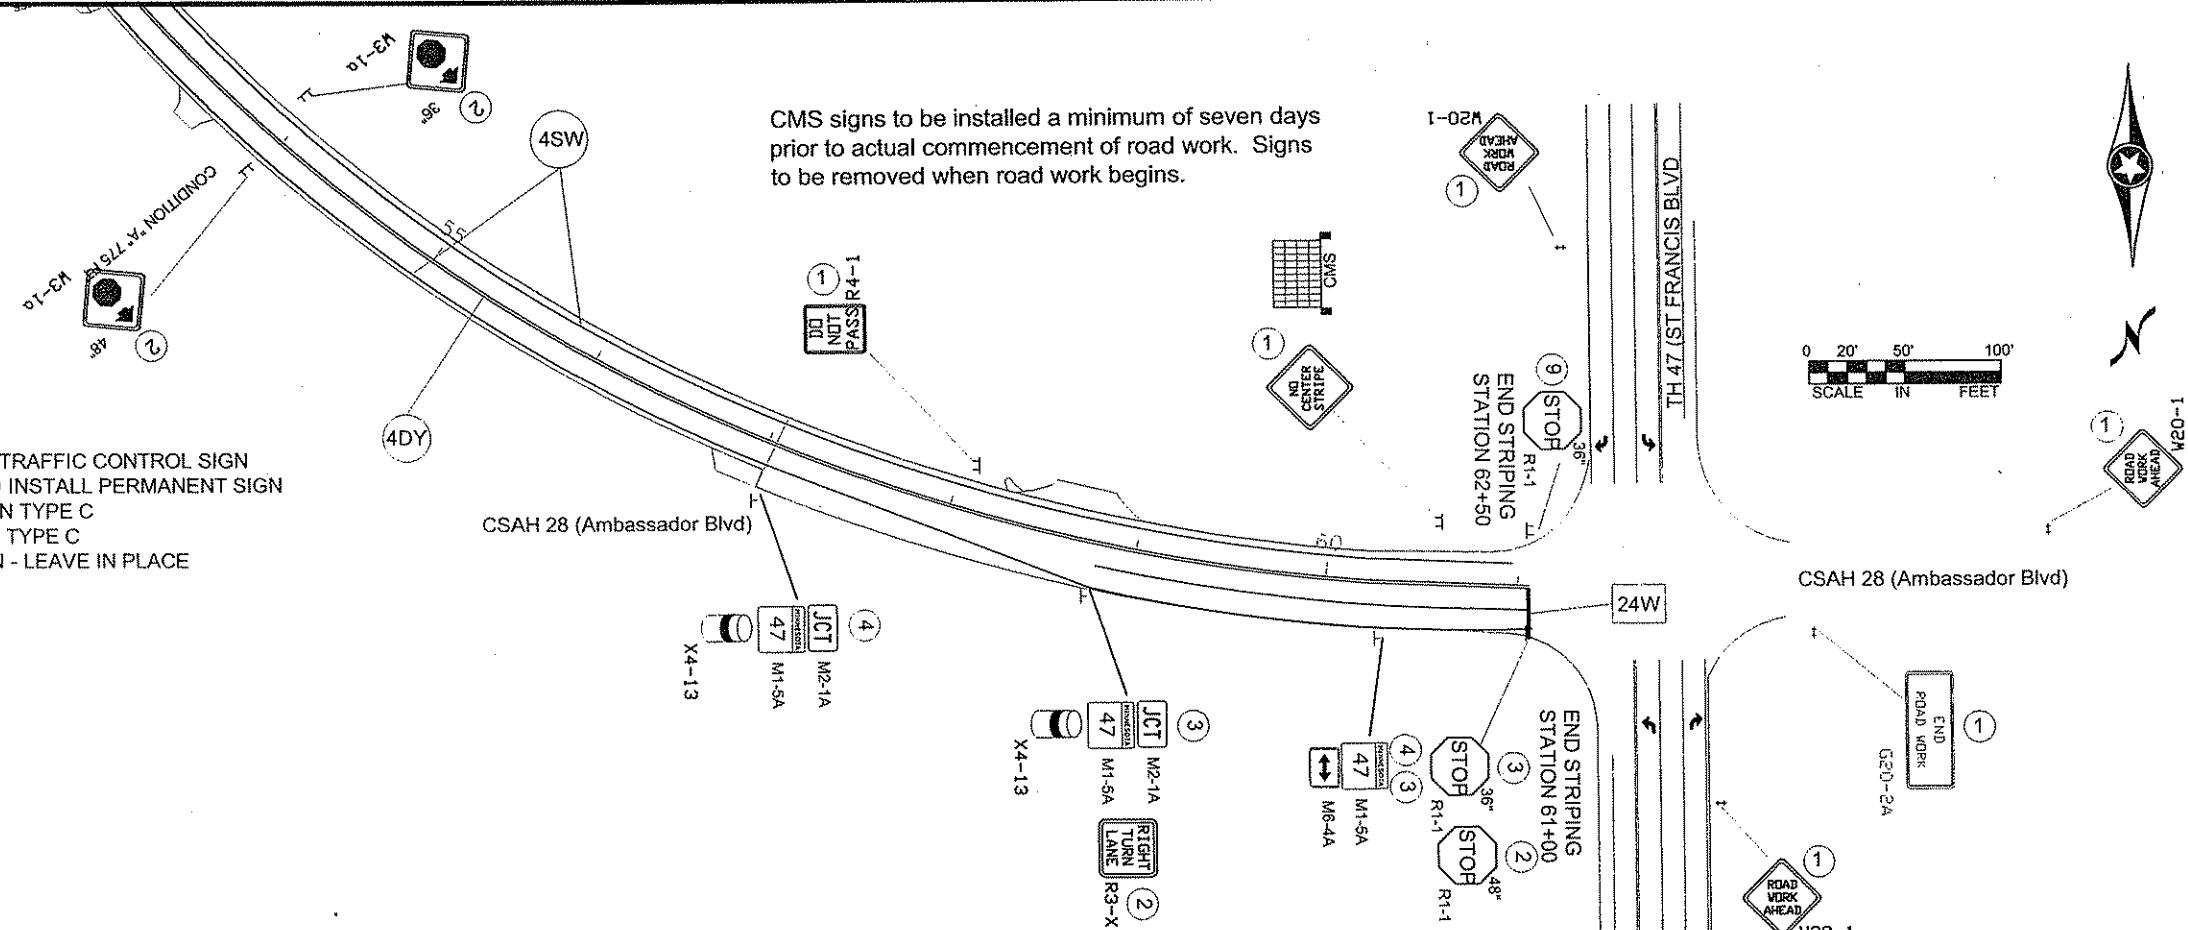 W3-1a
36"
2
4SW
CMS signs to be installed a minimum of seven days
prior to actual commencement of road work. Signs
to be removed when road work begins.
W20-1
ROAD
WORK
AHEAD
1
TH 47 (ST FRANCIS BLVD
CONDITION "A" 775
W3-1a
48"
2
55
1
R4-1
DO
NOT
PASS
CMS
1
NO
CENTER
STRIPE
END STRIPING
STATION 62+50
9
STOP
36"
R1-1
0 20' 50' 100'
SCALE IN FEET
N
1
W20-1
ROAD
WORK
AHEAD
4DY
TRAFFIC CONTROL SIGN
INSTALL PERMANENT SIGN
N TYPE C
TYPE C
- LEAVE IN PLACE
CSAH 28 (Ambassador Blvd)
60
CSAH 28 (Ambassador Blvd)
24W
X4-13
MINNESOTA
47
M1-5A
JCT
M2-1A
4
X4-13
MINNESOTA
47
M1-5A
JCT
M2-1A
3
RIGHT
TURN
LANE
R3-X
2
M6-4A
MINNESOTA
47
M1-5A
4
3
STOP
36"
R1-1
3
STOP
48"
R1-1
2
END STRIPING
STATION 61+00
END
ROAD WORK
G20-2A
1
ROAD
WORK
AHEAD
1